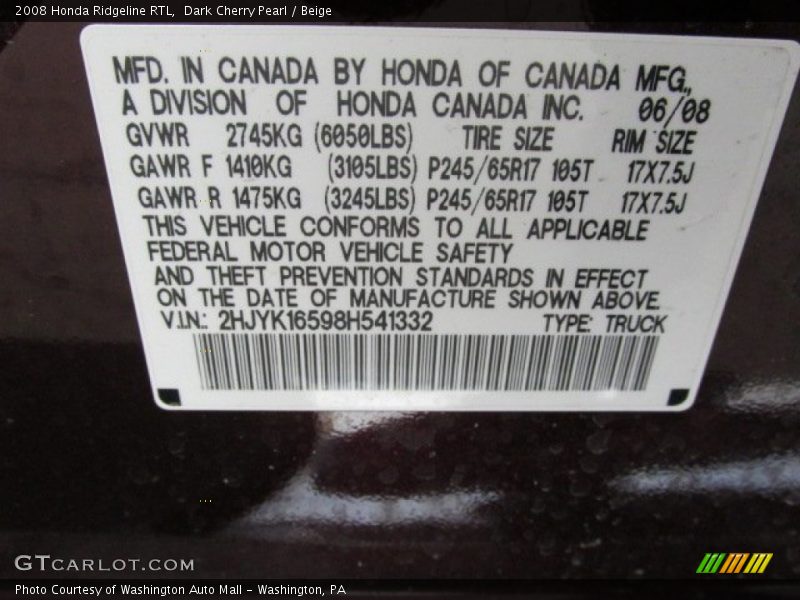 2008 Honda Ridgeline RTL,  Dark Cherry Pearl / Beige
MFD. IN CANADA BY HONDA OF CANADA MFG.,
A DIVISION OF HONDA CANADA INC. 06/08
GVWR 2745KG (6050LBS) TIRE SIZE RIM SIZE
GAWR F 1410KG (3105LBS) P245/65R17 105T 17X7.5J
GAWR R 1475KG (3245LBS) P245/65R17 105T 17X7.5J
THIS VEHICLE CONFORMS TO ALL APPLICABLE
FEDERAL MOTOR VEHICLE SAFETY
AND THEFT PREVENTION STANDARDS IN EFFECT
ON THE DATE OF MANUFACTURE SHOWN ABOVE.
V.I.N.: 2HJYK16598H541332 TYPE: TRUCK
GTCARLOT.COM
Photo Courtesy of Washington Auto Mall - Washington, PA